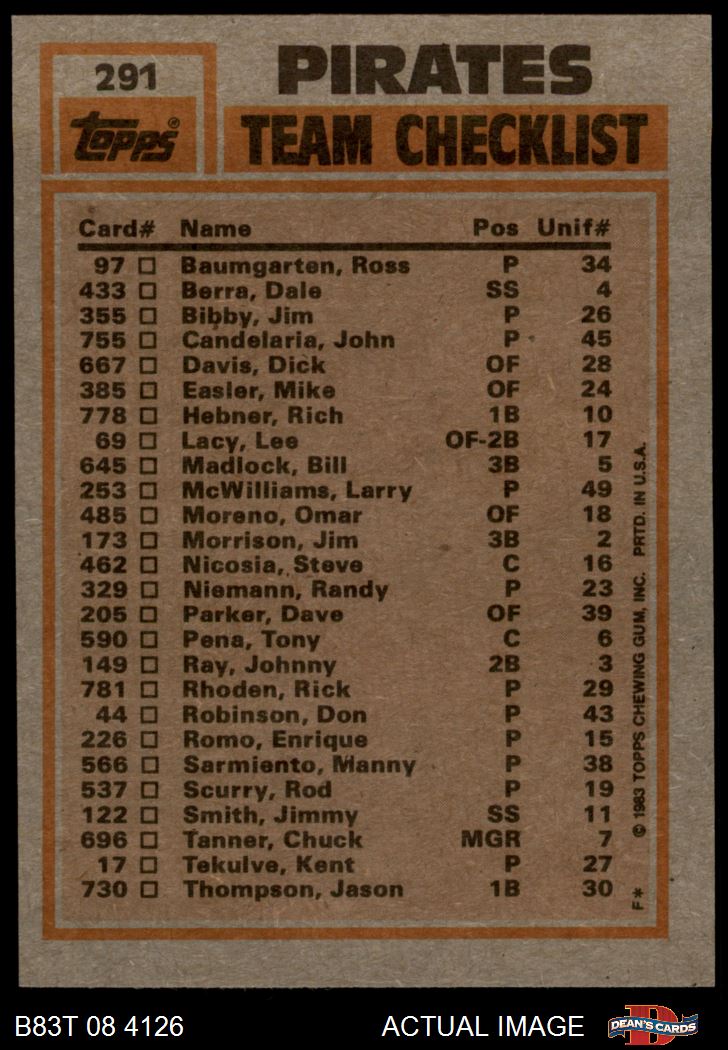 291
PIRATES
Topps®
TEAM CHECKLIST
Card# Name Pos Unif#
97 Baumgarten, Ross P 34
433 Berra, Dale SS 4
355 Bibby, Jim P 26
755 Candelaria, John P 45
667 Davis, Dick OF 28
385 Easler, Mike OF 24
778 Hebner, Rich 1B 10
69 Lacy, Lee OF-2B 17
645 Madlock, Bill 3B 5
253 McWilliams, Larry P 49
485 Moreno, Omar OF 18
173 Morrison, Jim 3B 2
462 Nicosia, Steve C 16
329 Niemann, Randy P 23
205 Parker, Dave OF 39
590 Pena, Tony C 6
149 Ray, Johnny 2B 3
781 Rhoden, Rick P 29
44 Robinson, Don P 43
226 Romo, Enrique P 15
566 Sarmiento, Manny P 38
537 Scurry, Rod P 19
122 Smith, Jimmy SS 11
696 Tanner, Chuck MGR 7
17 Tekulve, Kent P 27
730 Thompson, Jason 1B 30
F* © 1983 TOPPS CHEWING GUM, INC. PRTD. IN U.S.A.
B83T 08 4126 ACTUAL IMAGE D DEAN'S CARDS